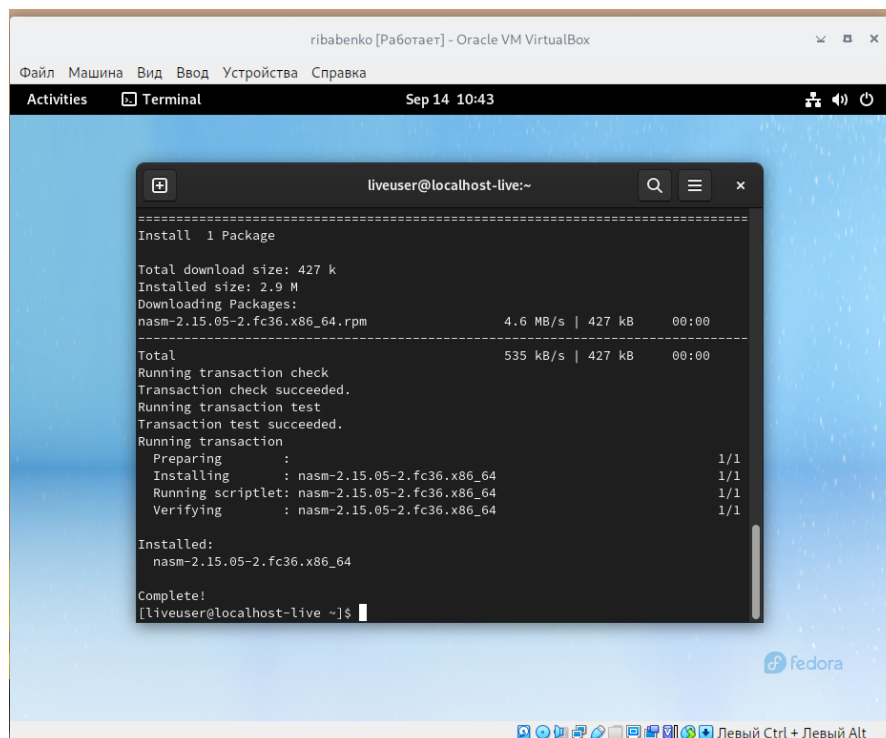 ribabenko [Работает] - Oracle VM VirtualBox
Файл Машина Вид Ввод Устройства Справка
Activities Terminal Sep 14 10:43
liveuser@localhost-live:~
================================================================================
Install  1 Package
Total download size: 427 k
Installed size: 2.9 M
Downloading Packages:
nasm-2.15.05-2.fc36.x86_64.rpm 4.6 MB/s | 427 kB 00:00
--------------------------------------------------------------------------------
Total 535 kB/s | 427 kB 00:00
Running transaction check
Transaction check succeeded.
Running transaction test
Transaction test succeeded.
Running transaction
Preparing : 1/1
Installing : nasm-2.15.05-2.fc36.x86_64 1/1
Running scriptlet: nasm-2.15.05-2.fc36.x86_64 1/1
Verifying : nasm-2.15.05-2.fc36.x86_64 1/1
Installed:
nasm-2.15.05-2.fc36.x86_64
Complete!
[liveuser@localhost-live ~]$
fedora
Левый Ctrl + Левый Alt